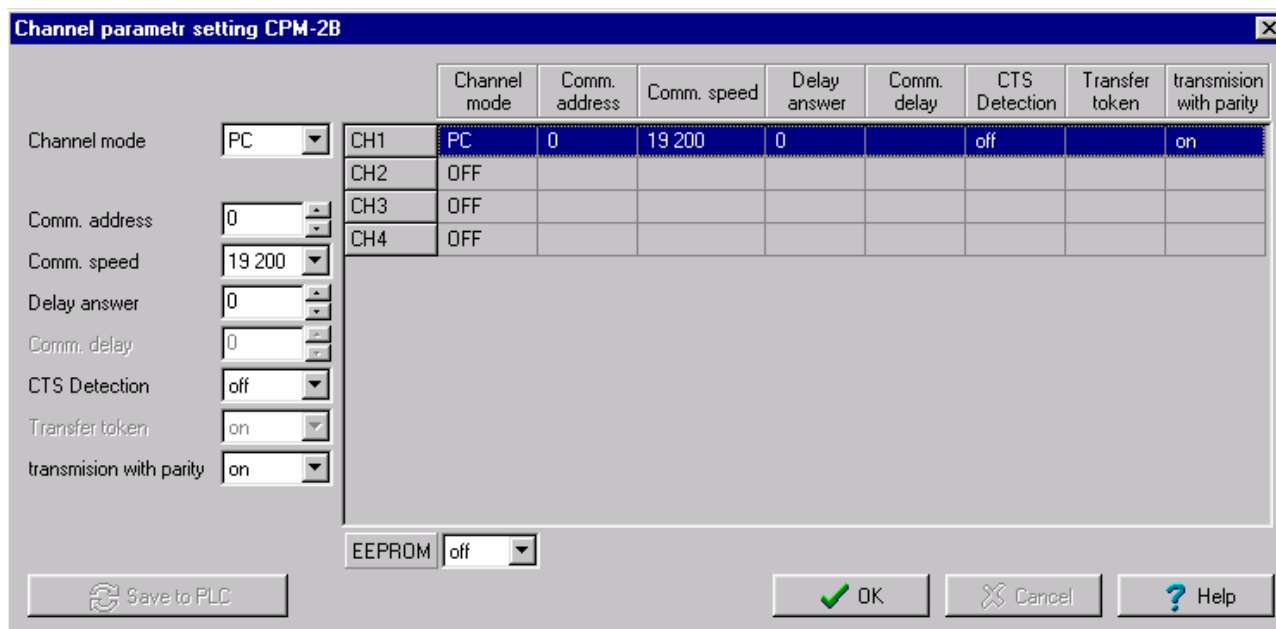 Channel parametr setting CPM-2B
Channel mode Comm. address Comm. speed Delay answer Comm. delay CTS Detection Transfer token transmision with parity
Channel mode PC CH1 PC 0 19 200 0 off on
CH2 OFF
Comm. address 0 CH3 OFF
CH4 OFF
Comm. speed 19 200
Delay answer 0
Comm. delay 0
CTS Detection off
Transfer token on
transmision with parity on
EEPROM off
Save to PLC OK Cancel Help